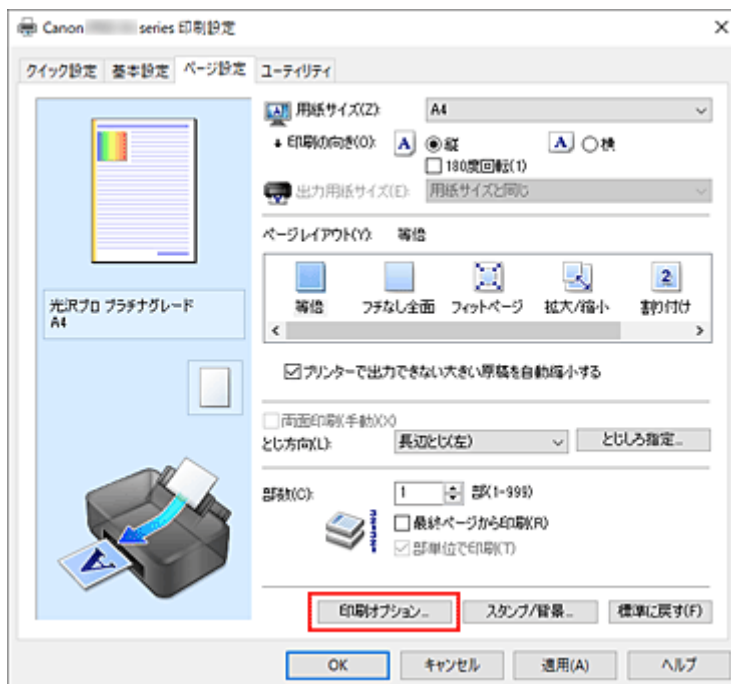 Canon series 印刷設定
クイック設定 基本設定 ページ設定 ユーティリティ
用紙サイズ(Z): A4
印刷の向き(O): A 縦 A 横
180度回転(1)
出力用紙サイズ(E): 用紙サイズと同じ
ページレイアウト(Y): 等倍
等倍 フチなし全面 フィットページ 拡大/縮小 割り付け
光沢プロ プラチナグレード
A4
プリンターで出力できない大きい原稿を自動縮小する
両面印刷(手動)(X)
とじ方向(L): 長辺とじ(左) とじしろ指定...
部数(C): 1 部(1-999)
最終ページから印刷(R)
部単位で印刷(T)
印刷オプション... スタンプ/背景... 標準に戻す(F)
OK キャンセル 適用(A) ヘルプ